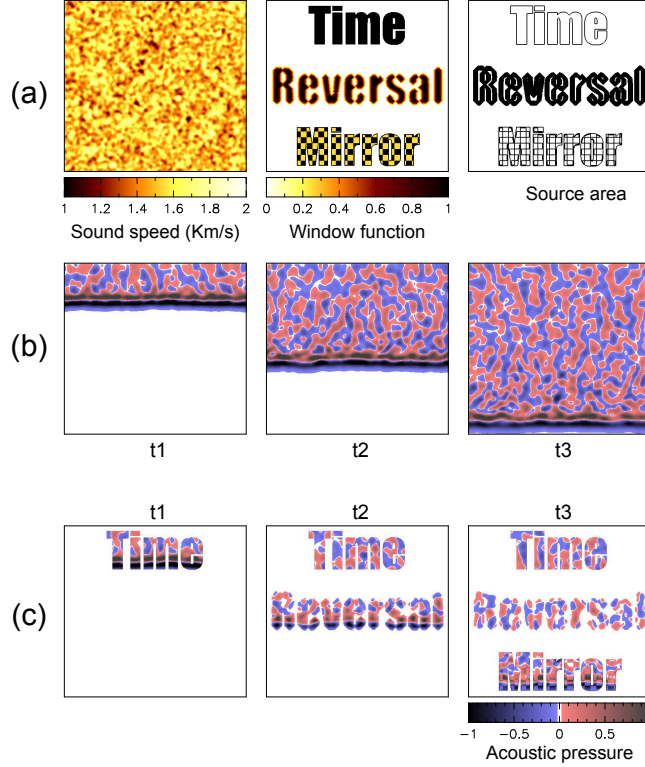 (a)
Time Time
Reversal Reversal
Mirror Mirror
1 1.2 1.4 1.6 1.8 2 0 0.2 0.4 0.6 0.8 1
Source area
Sound speed (Km/s) Window function
(b)
t1 t2 t3
t1 t2 t3
(c)
Time Time Time
Reversal Reversal
Mirror
−1 −0.5 0 0.5
Acoustic pressure